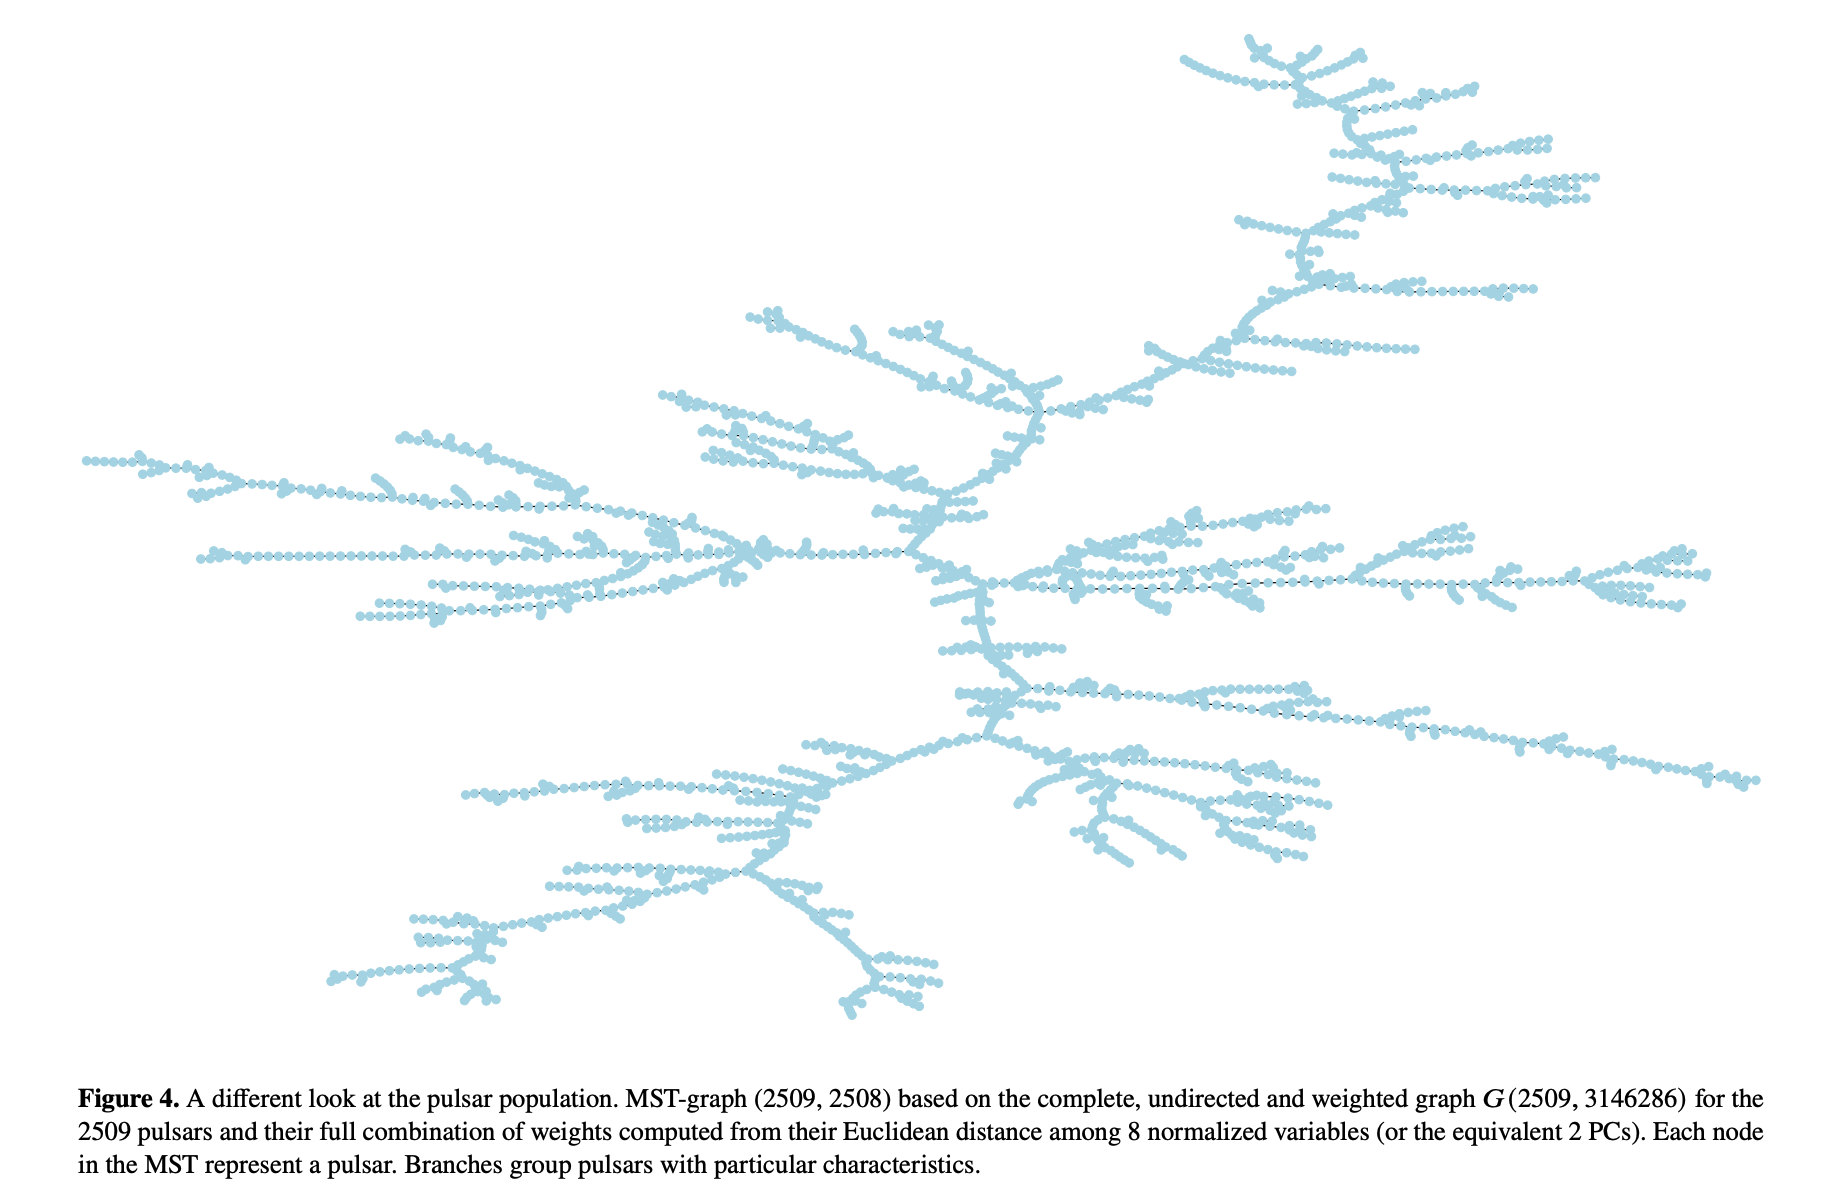 Figure 4. A different look at the pulsar population. MST-graph (2509, 2508) based on the complete, undirected and weighted graph G(2509, 3146286) for the
2509 pulsars and their full combination of weights computed from their Euclidean distance among 8 normalized variables (or the equivalent 2 PCs). Each node
in the MST represent a pulsar. Branches group pulsars with particular characteristics.